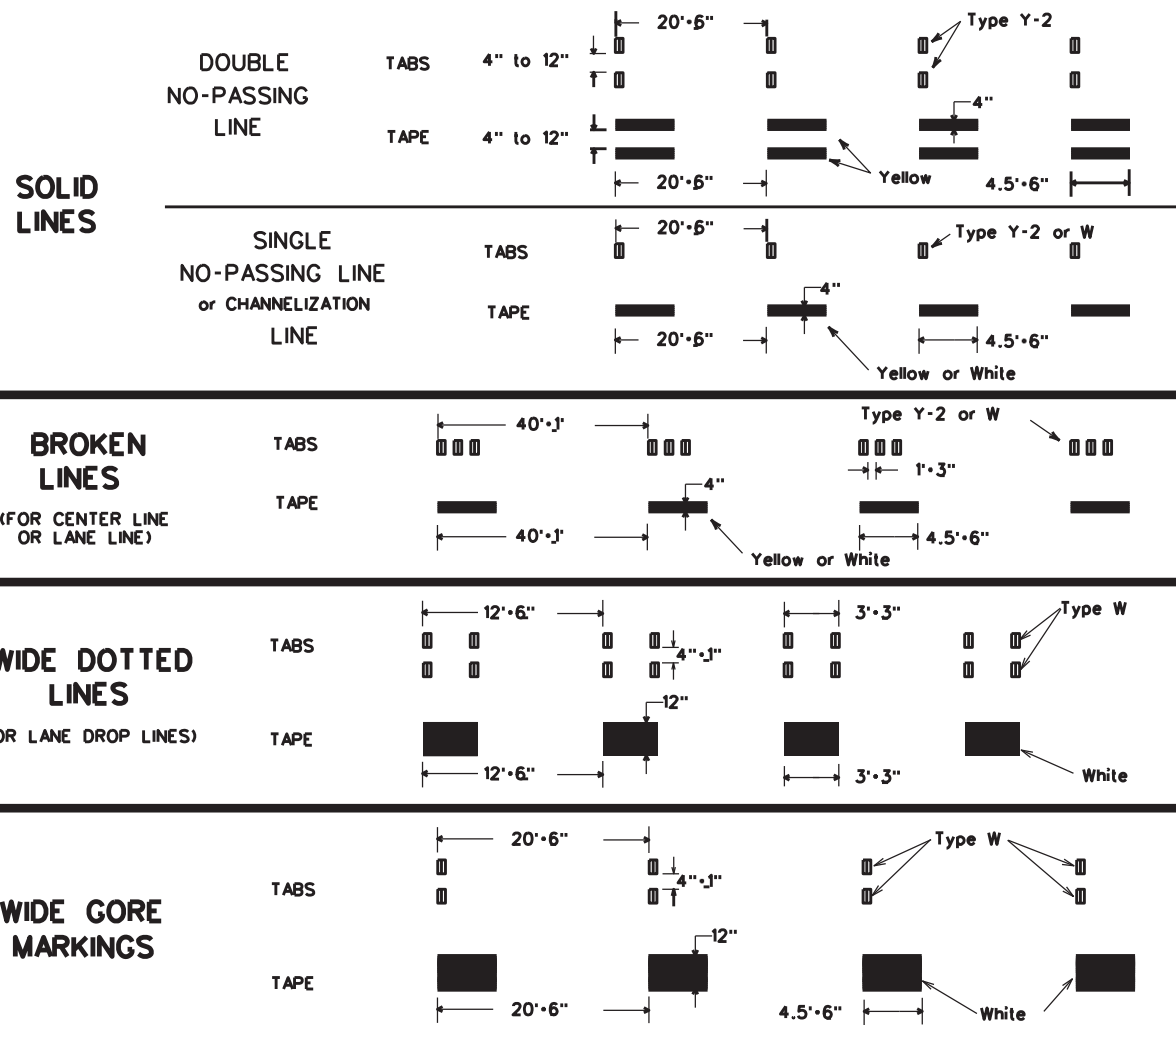 SOLID
LINES
DOUBLE
NO-PASSING
LINE
TABS
4" to 12"
20'±6"
Type Y-2
TAPE
4" to 12"
4"
Yellow
20'±6"
4.5'±6"
SINGLE
NO-PASSING LINE
or CHANNELIZATION
LINE
TABS
20'±6"
Type Y-2 or W
TAPE
4"
20'±6"
4.5'±6"
Yellow or White
BROKEN
LINES
(FOR CENTER LINE
OR LANE LINE)
TABS
40'±1'
Type Y-2 or W
1'±3"
TAPE
4"
40'±1'
4.5'±6"
Yellow or White
WIDE DOTTED
LINES
OR LANE DROP LINES)
TABS
12'±6"
3'±3"
Type W
4"±1"
TAPE
12"
12'±6"
3'±3"
White
WIDE GORE
MARKINGS
TABS
20'±6"
Type W
4"±1"
TAPE
12"
20'±6"
4.5'±6"
White